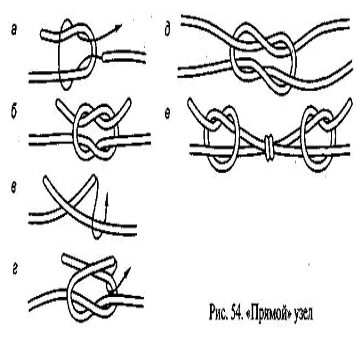 а
б
в
г
д
е
Рис. 54. «Прямой» узел